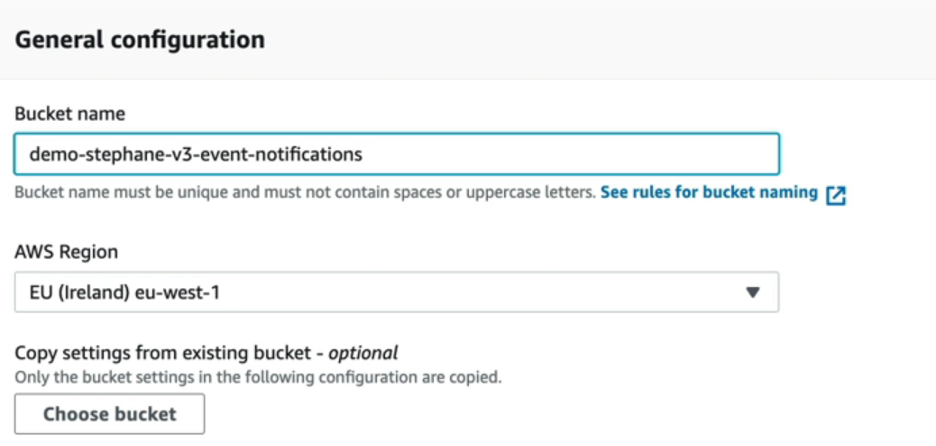 General configuration
Bucket name
demo-stephane-v3-event-notifications
Bucket name must be unique and must not contain spaces or uppercase letters. See rules for bucket naming
AWS Region
EU (Ireland) eu-west-1
Copy settings from existing bucket - optional
Only the bucket settings in the following configuration are copied.
Choose bucket